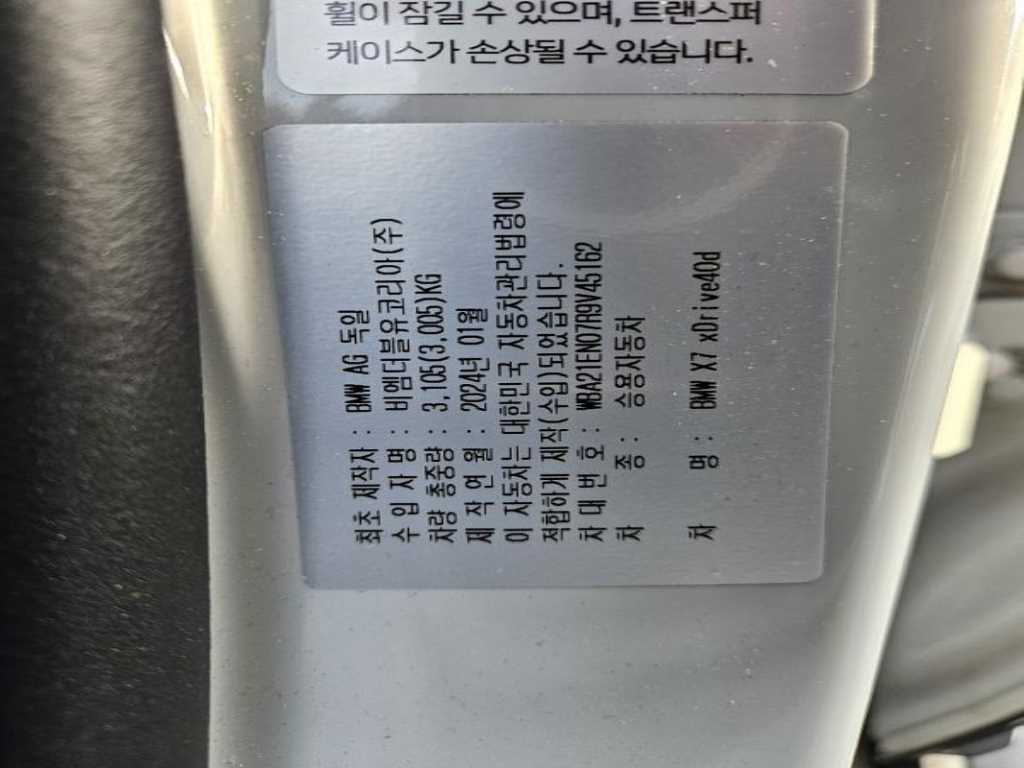 휠이 잠길 수 있으며, 트랜스퍼
케이스가 손상될 수 있습니다.
최초 제작자 : BMW AG 독일
수 입 자 명 : 비엠더블유코리아(주)
차량 총중량 : 3,105(3,005)KG
제 작 연 월 : 2024년 01월
이 자동차는 대한민국 자동차관리법령에
적합하게 제작(수입)되었습니다.
차 대 번 호 : WBA21EN07R9V45162
차 종 : 승용자동차
차 명 : BMW X7 xDrive40d